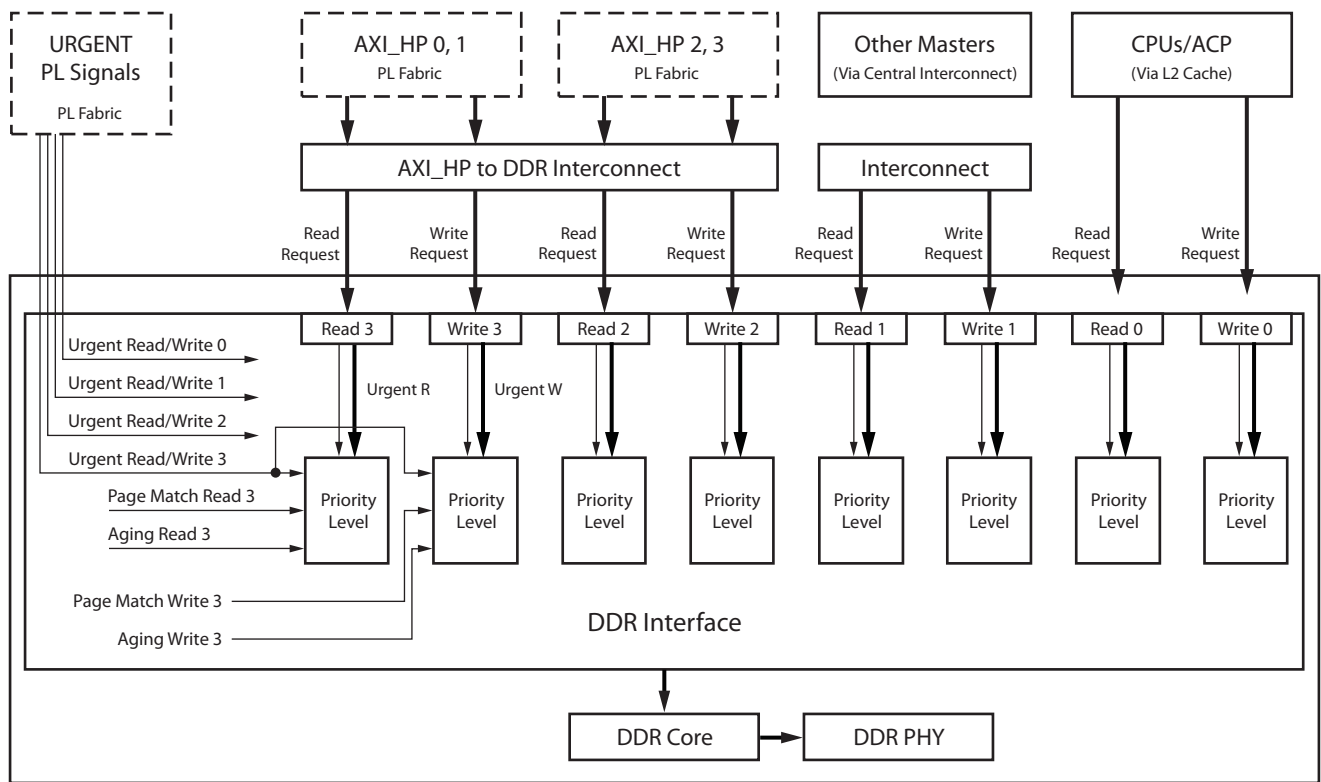 URGENT
PL Signals
PL Fabric
AXI_HP 0, 1
PL Fabric
AXI_HP 2, 3
PL Fabric
Other Masters
(Via Central Interconnect)
CPUs/ACP
(Via L2 Cache)
AXI_HP to DDR Interconnect
Interconnect
Read
Request
Write
Request
Read
Request
Write
Request
Read
Request
Write
Request
Read
Request
Write
Request
Read 3
Write 3
Read 2
Write 2
Read 1
Write 1
Read 0
Write 0
Urgent Read/Write 0
Urgent Read/Write 1
Urgent Read/Write 2
Urgent Read/Write 3
Urgent R
Urgent W
Page Match Read 3
Aging Read 3
Priority
Level
Priority
Level
Priority
Level
Priority
Level
Priority
Level
Priority
Level
Priority
Level
Priority
Level
Page Match Write 3
Aging Write 3
DDR Interface
DDR Core
DDR PHY